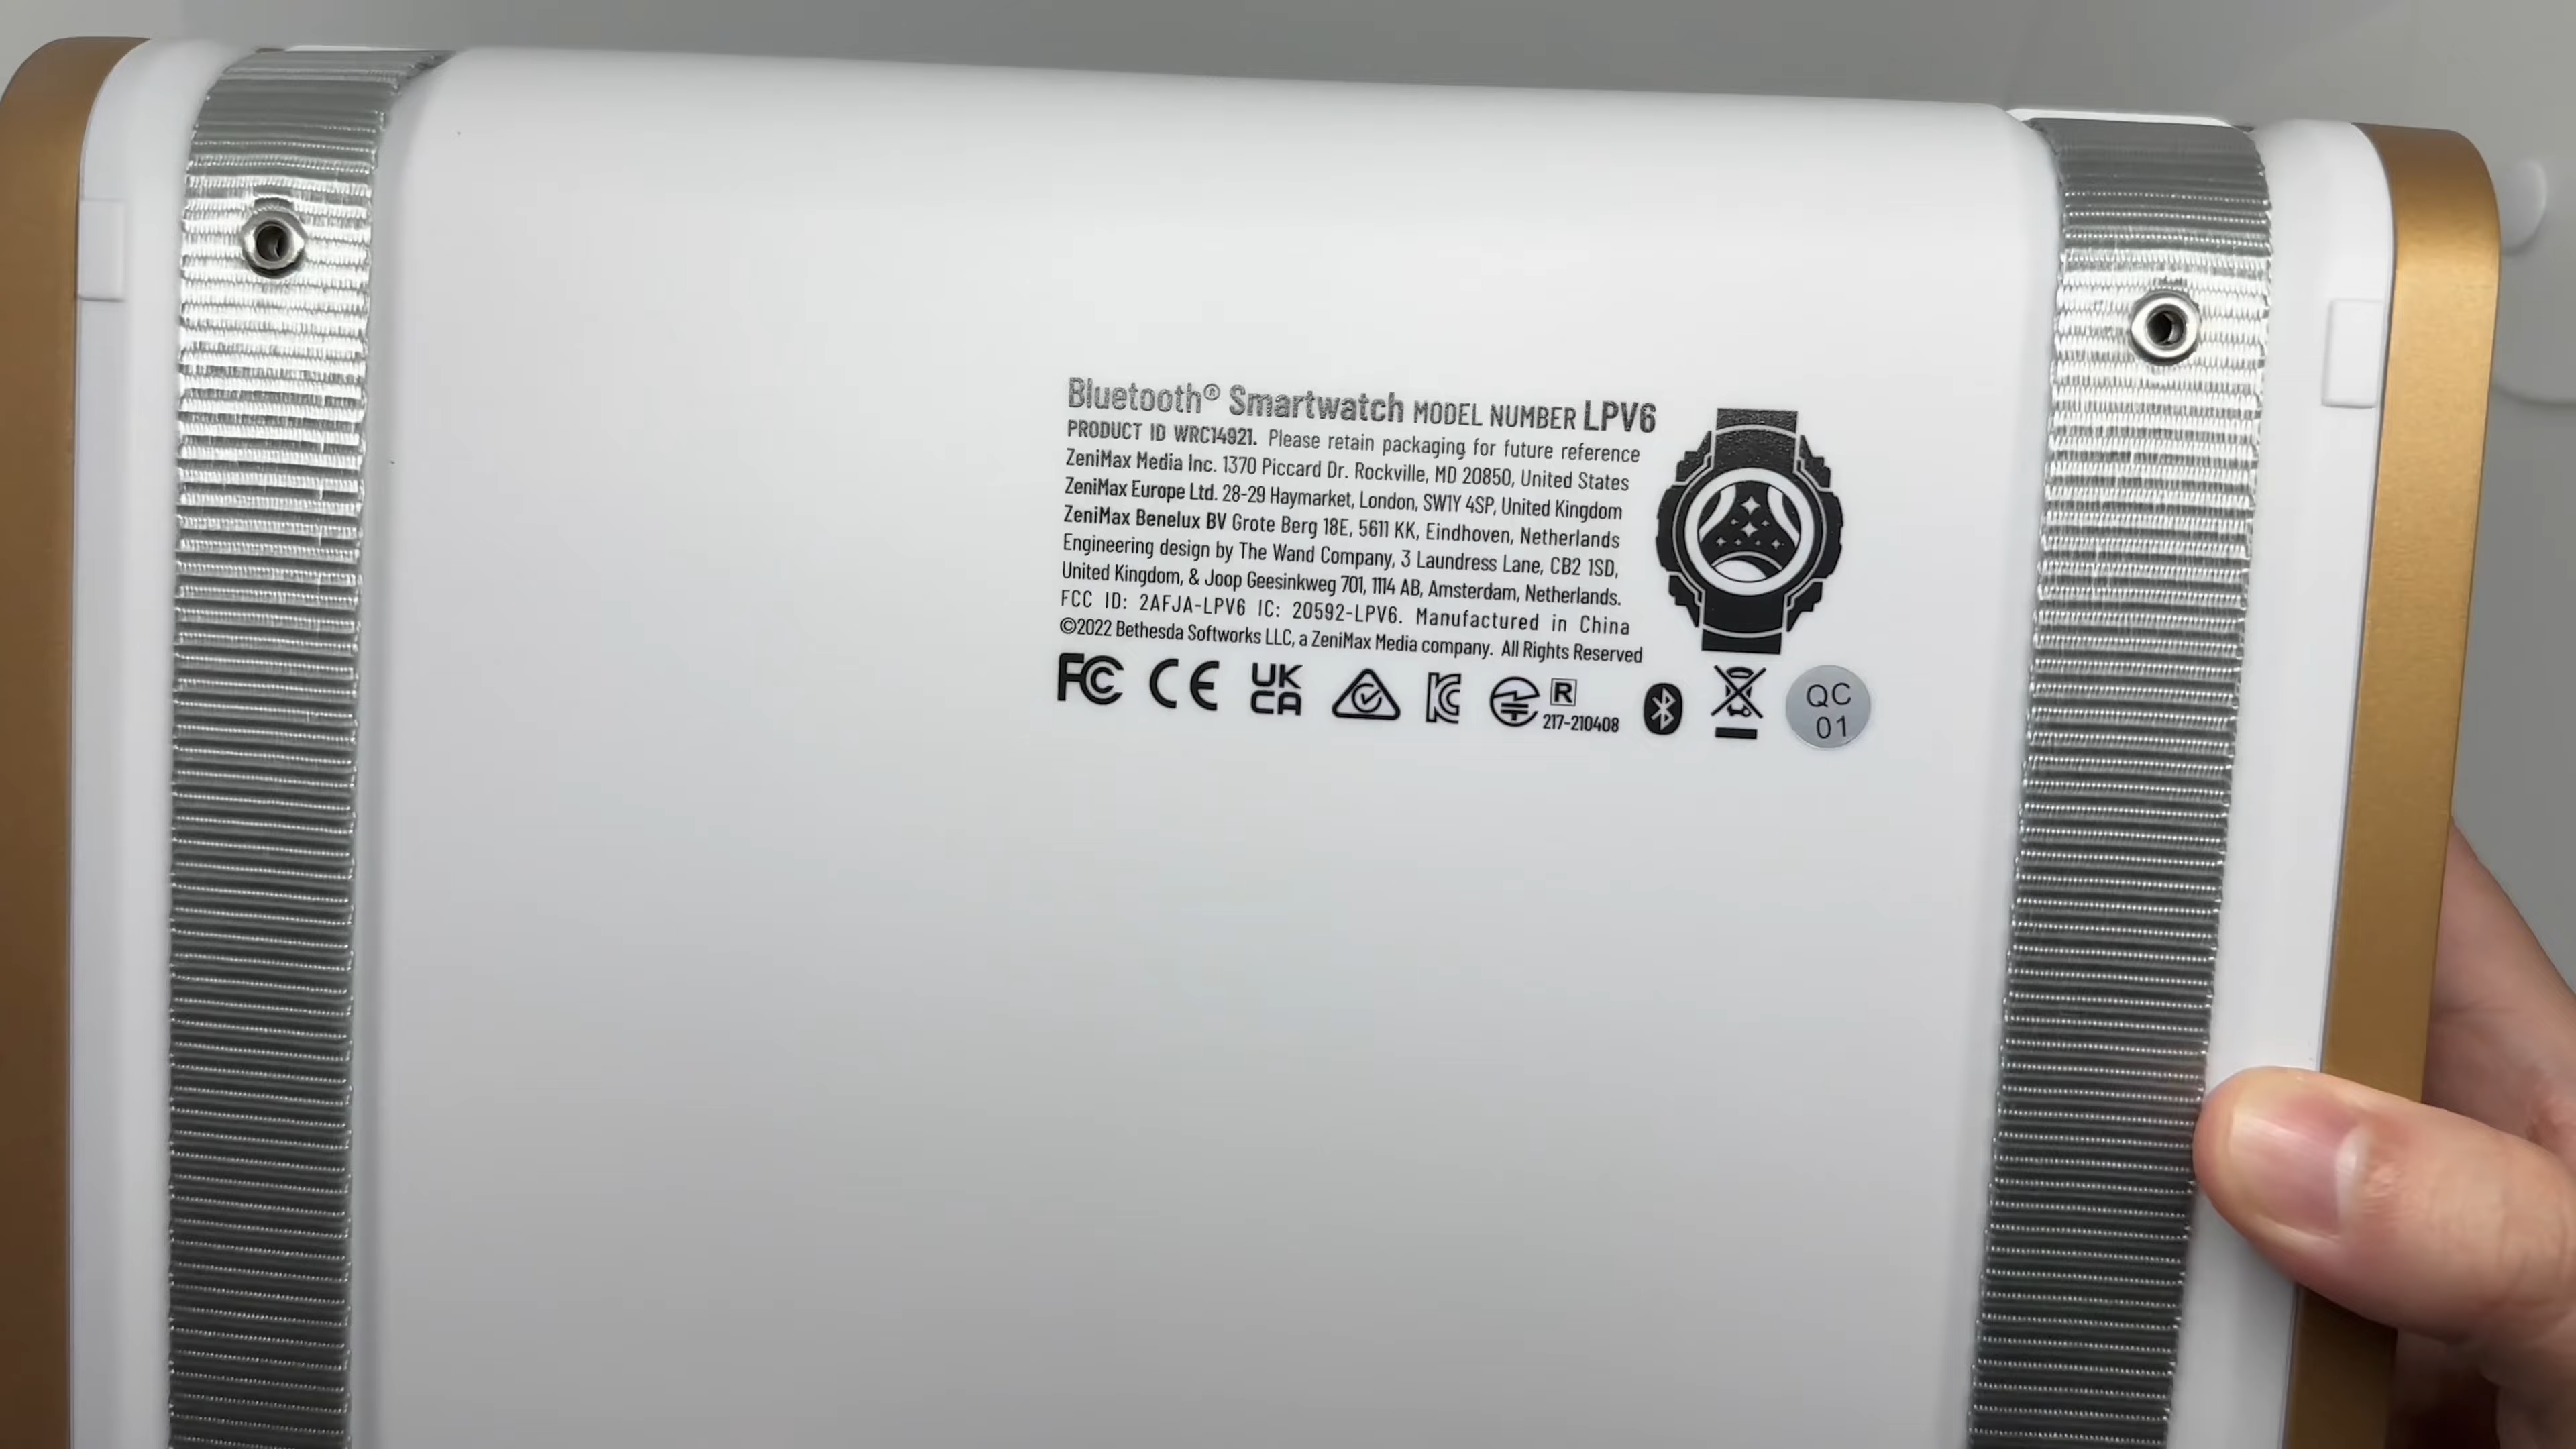 Bluetooth® Smartwatch MODEL NUMBER LPV6
PRODUCT ID WRC14921. Please retain packaging for future reference
ZeniMax Media Inc. 1370 Piccard Dr. Rockville, MD 20850, United States
ZeniMax Europe Ltd. 28-29 Haymarket, London, SW1Y 4SP, United Kingdom
ZeniMax Benelux BV Grote Berg 18E, 5611 KK, Eindhoven, Netherlands
Engineering design by The Wand Company, 3 Laundress Lane, CB2 1SD,
United Kingdom, & Joop Geesinkweg 701, 1114 AB, Amsterdam, Netherlands.
FCC ID: 2AFJA-LPV6 IC: 20592-LPV6. Manufactured in China
©2022 Bethesda Softworks LLC, a ZeniMax Media company. All Rights Reserved
FC CE UK CA R 217-210408
QC
01